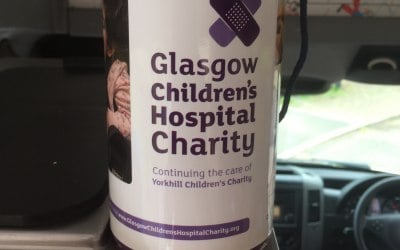 Glasgow
Children's
Hospital
Charity
Continuing the care of
Yorkhill Children's Charity
www.GlasgowChildrensHospitalCharity.org